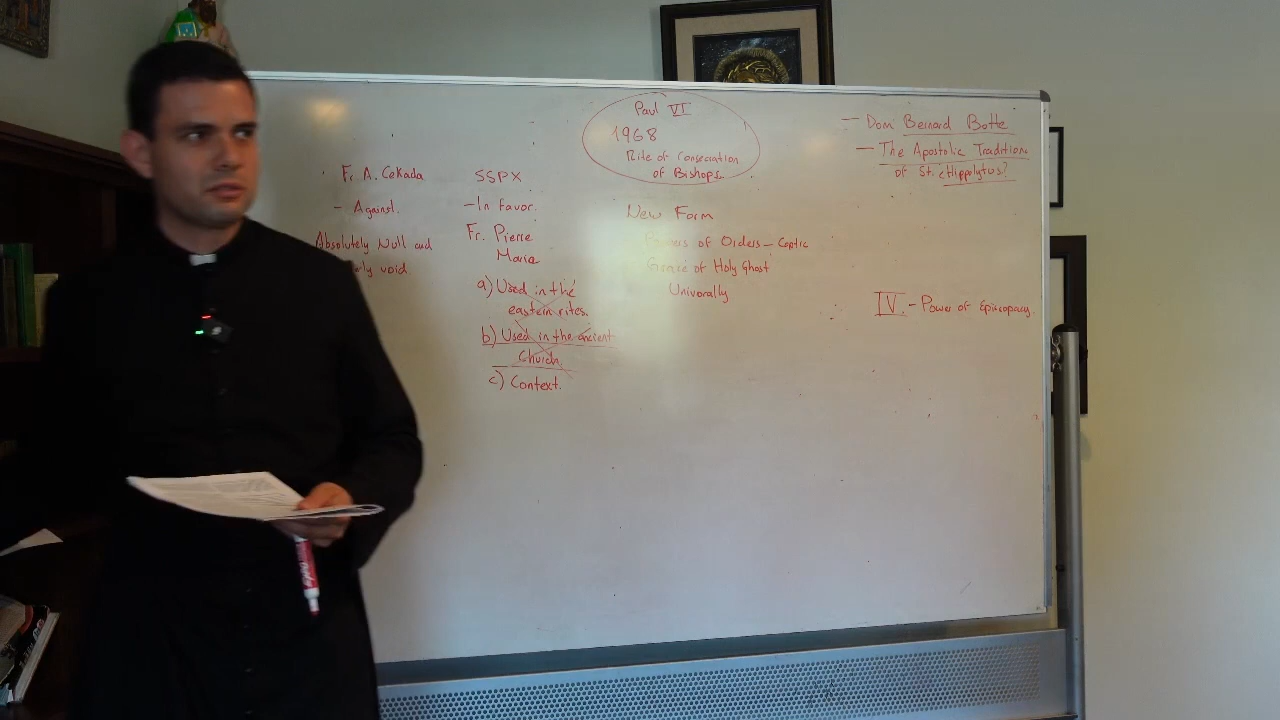 Paul VI
1968
Rite of Consecration
of Bishops.
Fr. A. Cekada
- Against.
Absolutely Null and
void
SSPX
- In favor.
Fr. Pierre
Marie
a) Used in the
eastern rites.
b) Used in the ancient
Church.
c) Context.
New Form
Powers of Orders - Coptic
Grace of Holy Ghost
Univorally
- Dom Bernard Botte
- The Apostolic Tradition
of St. Hippolytus?
IV. - Power of Episcopacy.